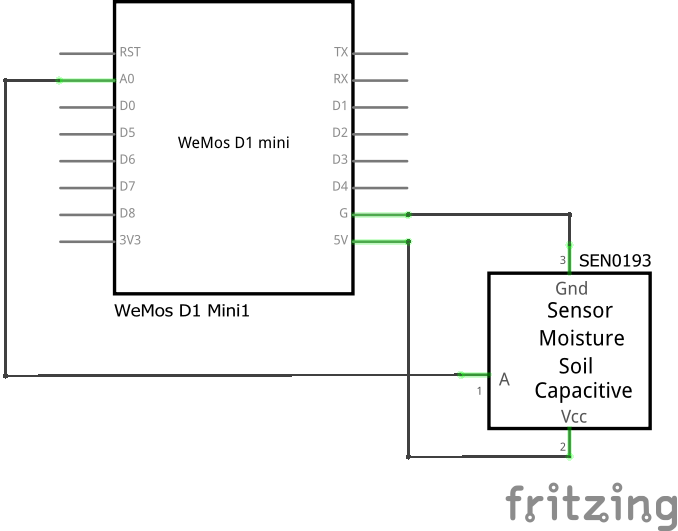 RST
A0
D0
D5
D6
D7
D8
3V3
WeMos D1 mini
TX
RX
D1
D2
D3
D4
G
5V
WeMos D1 Mini1
3
SEN0193
Gnd
Sensor
Moisture
Soil
Capacitive
A
1
Vcc
2
fritzing